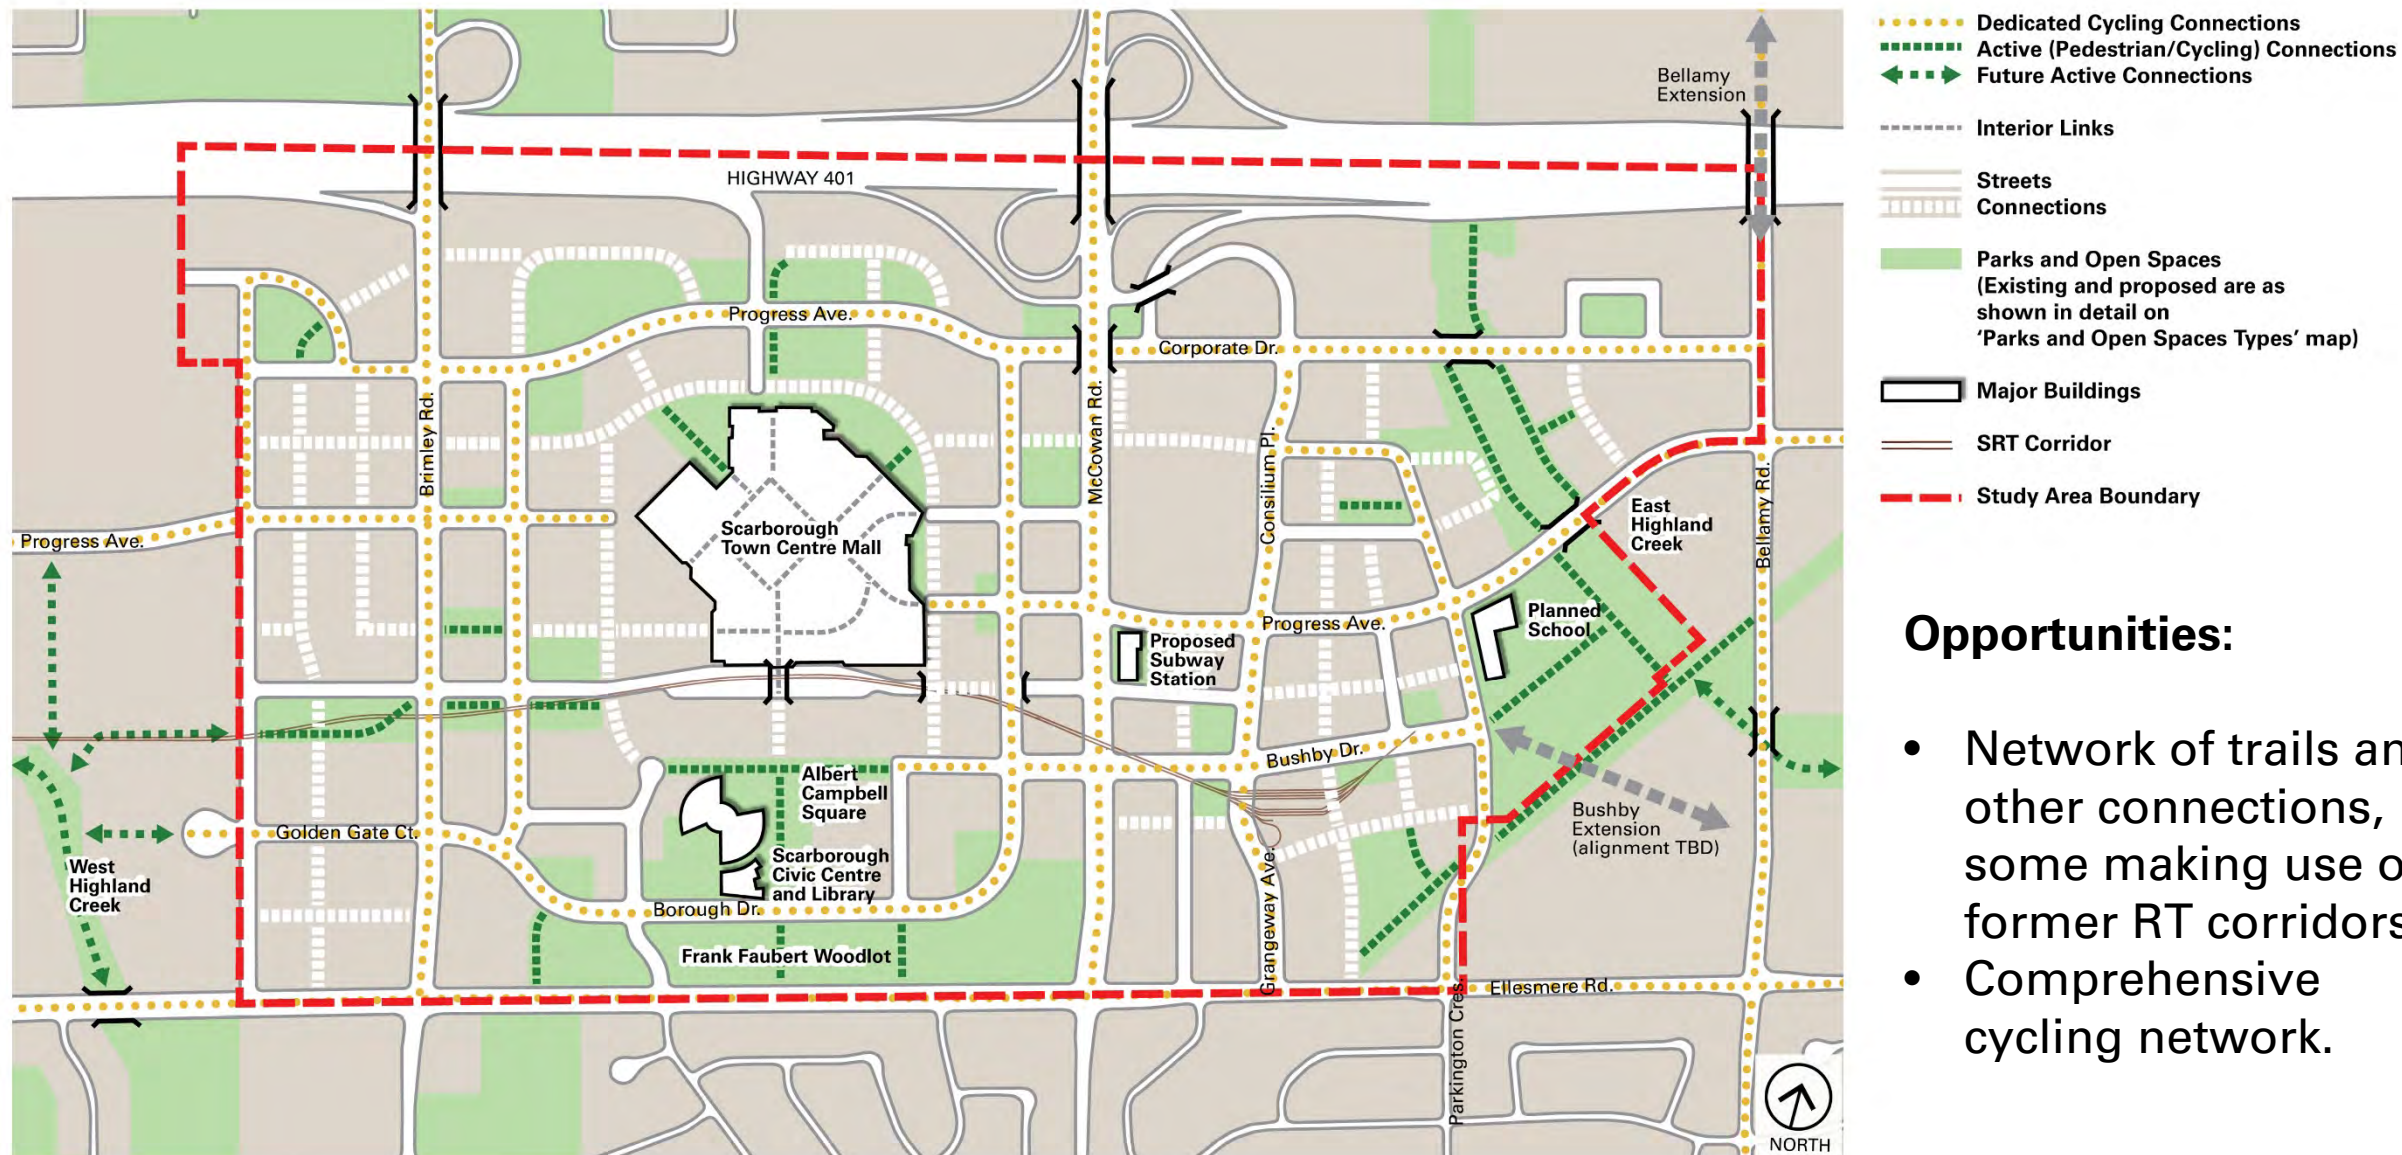 Bellamy
Extension
HIGHWAY 401
Progress Ave.
Corporate Dr.
Brimley Rd.
McCowan Rd.
Consilium Pl.
Bellamy Rd.
Scarborough
Town Centre Mall
East
Highland
Creek
Progress Ave.
Planned
School
Progress Ave.
Proposed
Subway
Station
Bushby Dr.
Albert
Campbell
Square
Bushby
Extension
(alignment TBD)
Golden Gate Ct.
West
Highland
Creek
Scarborough
Civic Centre
and Library
Borough Dr.
Grangeway Ave.
Frank Faubert Woodlot
Ellesmere Rd.
Parkington Cres.
NORTH
Dedicated Cycling Connections
Active (Pedestrian/Cycling) Connections
Future Active Connections
Interior Links
Streets
Connections
Parks and Open Spaces
(Existing and proposed are as
shown in detail on
‘Parks and Open Spaces Types’ map)
Major Buildings
SRT Corridor
Study Area Boundary
Opportunities:
• Network of trails an
other connections,
some making use o
former RT corridors
• Comprehensive
cycling network.